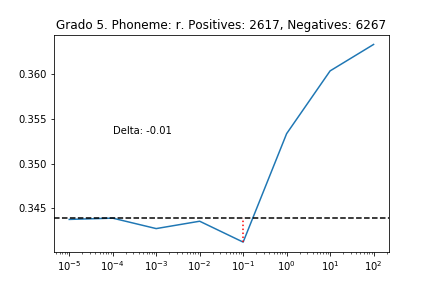 Grado 5. Phoneme: r. Positives: 2617, Negatives: 6267
0.360
0.355
0.350
0.345
Delta: -0.01
10⁻⁵ 10⁻⁴ 10⁻³ 10⁻² 10⁻¹ 10⁰ 10¹ 10²